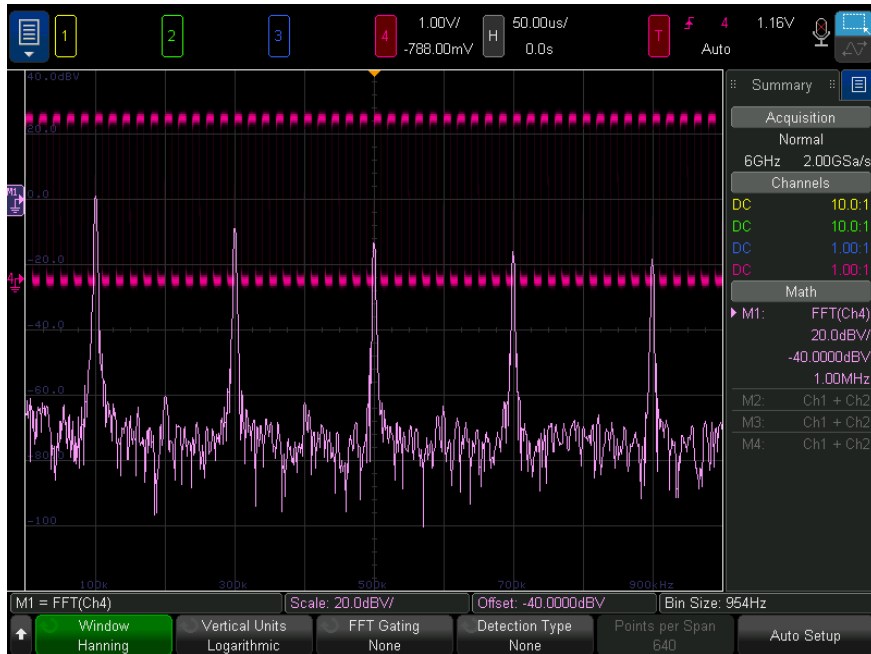 1
2
3
4
1.00V/
-788.00mV
H
50.00us/
0.0s
T
4
Auto
1.16V
40.0dBV
20.0
0.0
-20.0
-40.0
-60.0
-80.0
-100
M1
4
100k
300k
500k
700k
900kHz
Summary
Acquisition
Normal
6GHz 2.00GSa/s
Channels
DC 10.0:1
DC 10.0:1
DC 1.00:1
DC 1.00:1
Math
M1: FFT(Ch4)
20.0dBV/
-40.0000dBV
1.00MHz
M2: Ch1 + Ch2
M3: Ch1 + Ch2
M4: Ch1 + Ch2
M1 = FFT(Ch4)
Scale: 20.0dBV/
Offset: -40.0000dBV
Bin Size: 954Hz
Window
Hanning
Vertical Units
Logarithmic
FFT Gating
None
Detection Type
None
Points per Span
640
Auto Setup